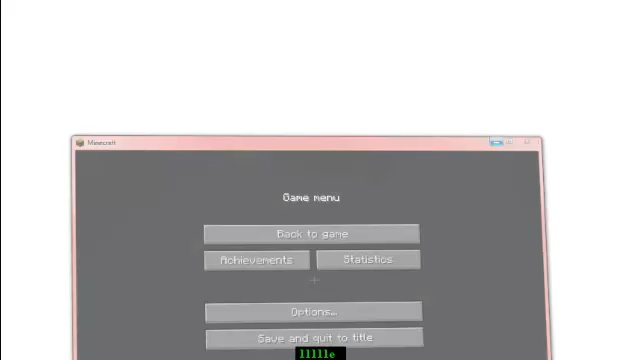 Minecraft
Game menu
Back to game
Achievements Statistics
Options...
Save and quit to title
llllle